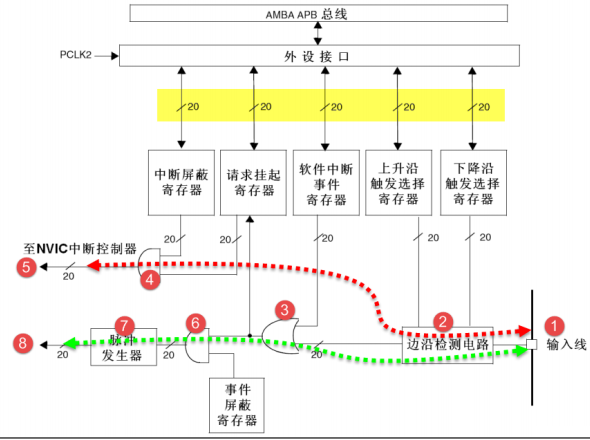 AMBA APB 总线
PCLK2
外设接口
20 20 20 20 20
中断屏蔽
寄存器
请求挂起
寄存器
软件中断
事件
寄存器
上升沿
触发选择
寄存器
下降沿
触发选择
寄存器
20 20 20 20 20
至NVIC中断控制器
5
20
4
3
2
1
8
20
7
脉冲
发生器
20
6
20
边沿检测电路
输入线
事件
屏蔽
寄存器